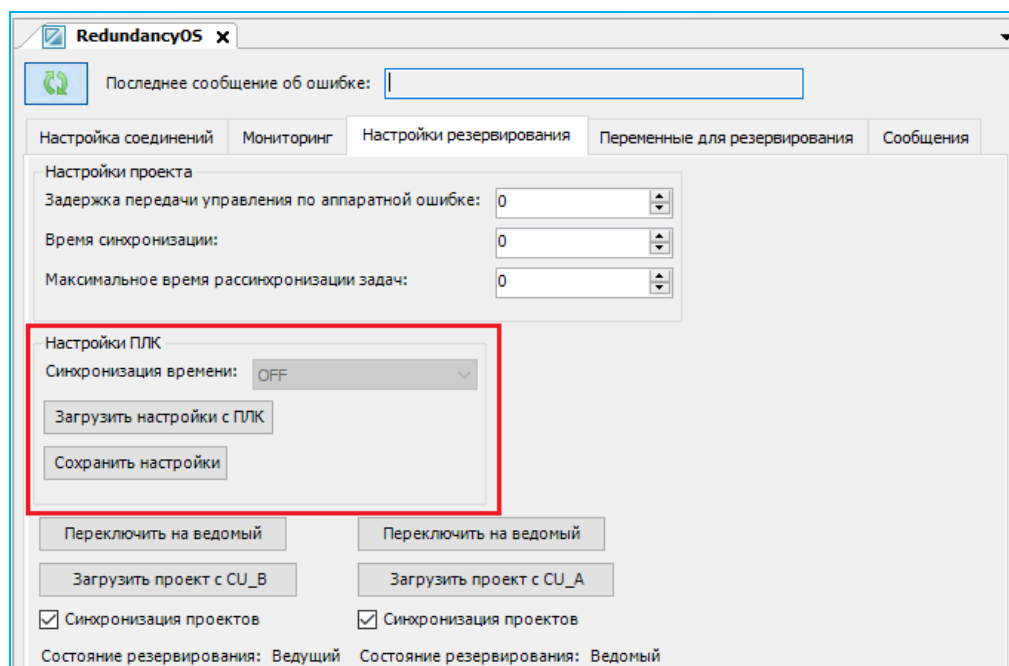 RedundancyOS
Последнее сообщение об ошибке:
Настройка соединений Мониторинг Настройки резервирования Переменные для резервирования Сообщения
Настройки проекта
Задержка передачи управления по аппаратной ошибке: 0
Время синхронизации: 0
Максимальное время рассинхронизации задач: 0
Настройки ПЛК
Синхронизация времени: OFF
Загрузить настройки с ПЛК
Сохранить настройки
Переключить на ведомый Переключить на ведомый
Загрузить проект с CU_B Загрузить проект с CU_A
Синхронизация проектов Синхронизация проектов
Состояние резервирования: Ведущий Состояние резервирования: Ведомый